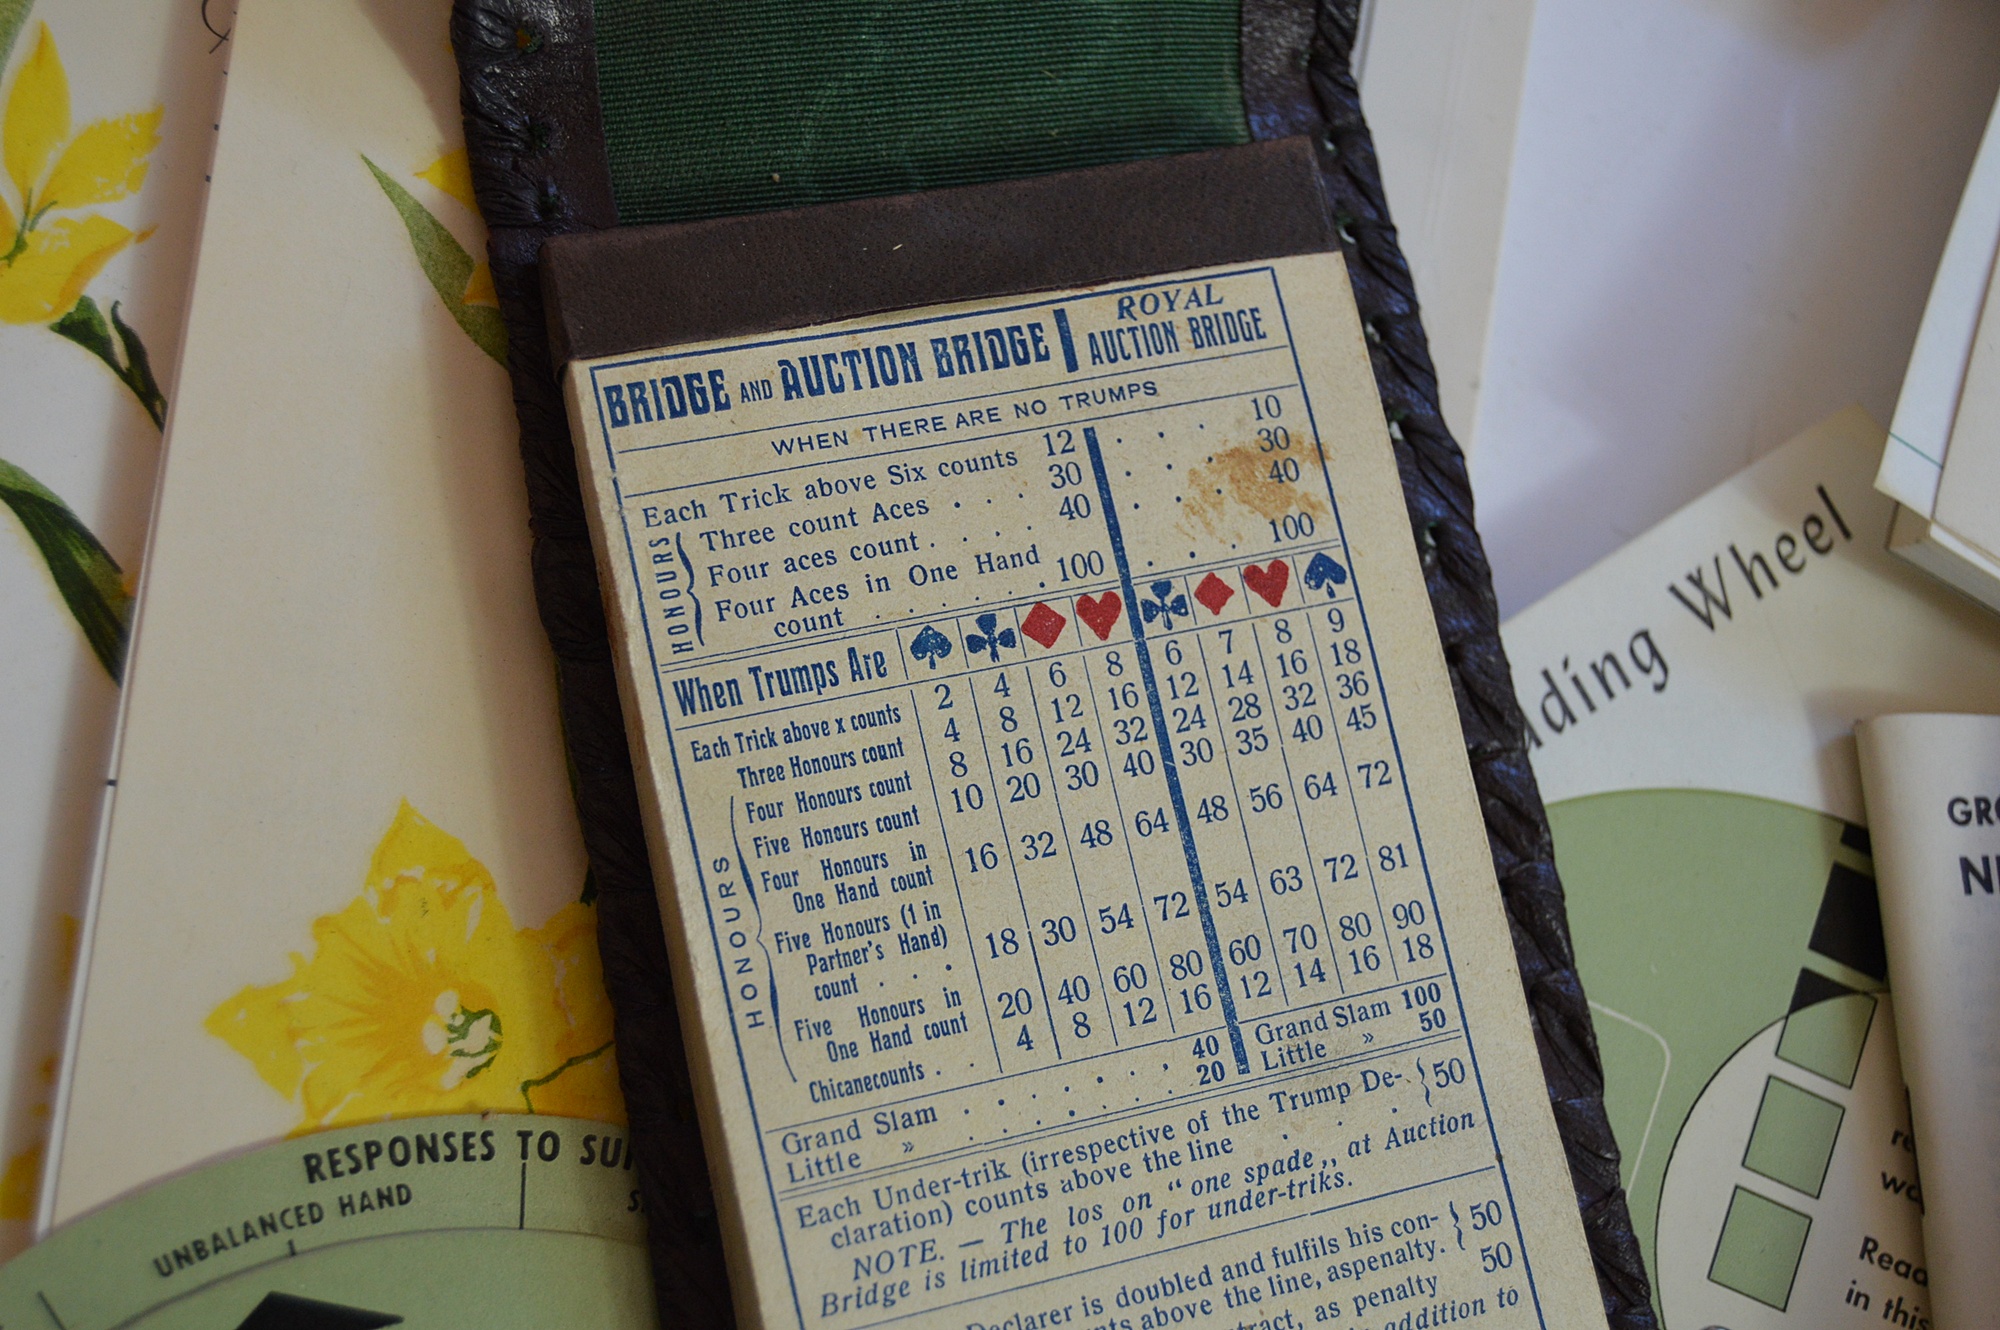 ROYAL
BRIDGE AND AUCTION BRIDGE AUCTION BRIDGE
WHEN THERE ARE NO TRUMPS
Each Trick above Six counts 12 . . . 10
HONOURS
Three count Aces . . . 30 . . . 30
Four aces count . . . . 40 . . . 40
Four Aces in One Hand
count . . . . . . 100 . . . 100
When Trumps Are ♠ ♣ ♦ ♥ ♣ ♦ ♥ ♠
Each Trick above x counts 2 4 6 8 6 7 8 9
HONOURS
Three Honours count 4 8 12 16 12 14 16 18
Four Honours count 8 16 24 32 24 28 32 36
Five Honours count 10 20 30 40 30 35 40 45
Four Honours in
One Hand count 16 32 48 64 48 56 64 72
Five Honours (1 in
Partner's Hand)
count . . . 18 30 54 72 54 63 72 81
Five Honours in
One Hand count 20 40 60 80 60 70 80 90
Chicanecounts . . 4 8 12 16 12 14 16 18
Grand Slam . . . . . . 40 Grand Slam 100
Little » . . . . . . 20 Little » 50
Each Under-trik (irrespective of the Trump De-
claration) counts above the line . . . } 50
NOTE. — The los on “ one spade ,, at Auction
Bridge is limited to 100 for under-triks.
Declarer is doubled and fulfils his con-
above the line, aspenalty. } 50
as penalty 50
addition to
Wheel
RESPONSES TO
UNBALANCED HAND
Read
in this